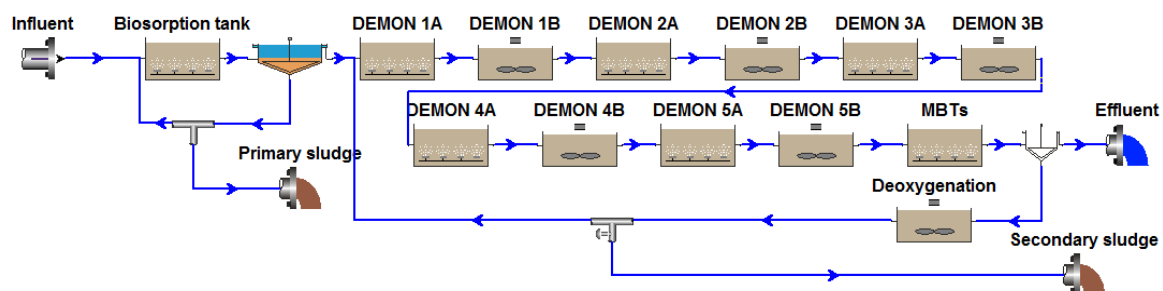 Influent
Biosorption tank
DEMON 1A
DEMON 1B
DEMON 2A
DEMON 2B
DEMON 3A
DEMON 3B
DEMON 4A
DEMON 4B
DEMON 5A
DEMON 5B
MBTs
Effluent
Primary sludge
Deoxygenation
Secondary sludge